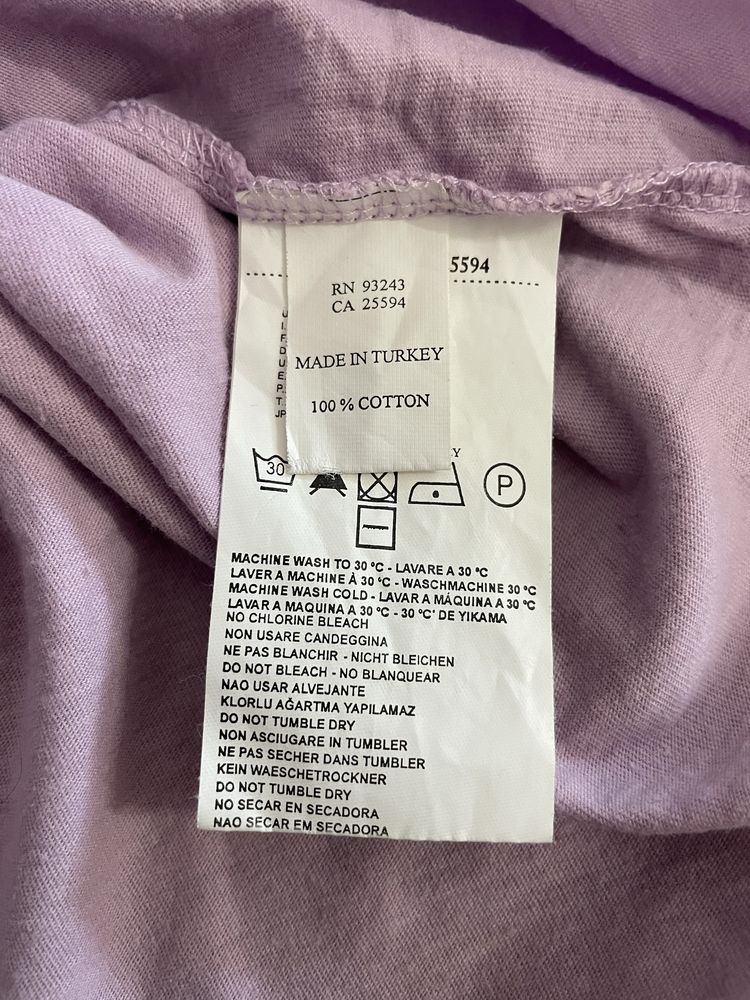 5594
RN 93243
CA 25594
MADE IN TURKEY
100 % COTTON
I.
F.
D.
U.
E.
P.
T.
JP
Y
30
P
MACHINE WASH TO 30 °C - LAVARE A 30 °C
LAVER A MACHINE À 30 °C - WASCHMACHINE 30 °C
MACHINE WASH COLD - LAVAR A MÁQUINA A 30 °C
LAVAR A MAQUINA A 30 °C - 30 °C' DE YIKAMA
NO CHLORINE BLEACH
NON USARE CANDEGGINA
NE PAS BLANCHIR - NICHT BLEICHEN
DO NOT BLEACH - NO BLANQUEAR
NAO USAR ALVEJANTE
KLORLU AĞARTMA YAPILAMAZ
DO NOT TUMBLE DRY
NON ASCIUGARE IN TUMBLER
NE PAS SECHER DANS TUMBLER
KEIN WAESCHETROCKNER
DO NOT TUMBLE DRY
NO SECAR EN SECADORA
NAO SECAR EM SECADORA